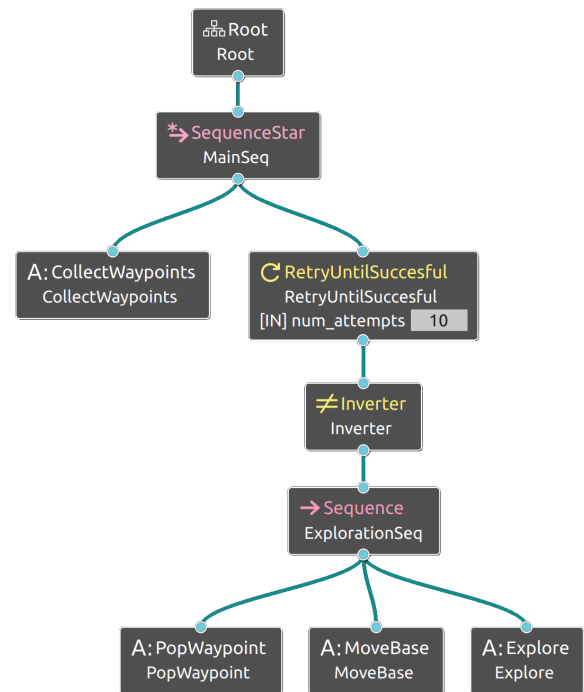 Root
Root
SequenceStar
MainSeq
A: CollectWaypoints
CollectWaypoints
RetryUntilSuccesful
RetryUntilSuccesful
[IN] num_attempts 10
Inverter
Inverter
Sequence
ExplorationSeq
A: PopWaypoint
PopWaypoint
A: MoveBase
MoveBase
A: Explore
Explore